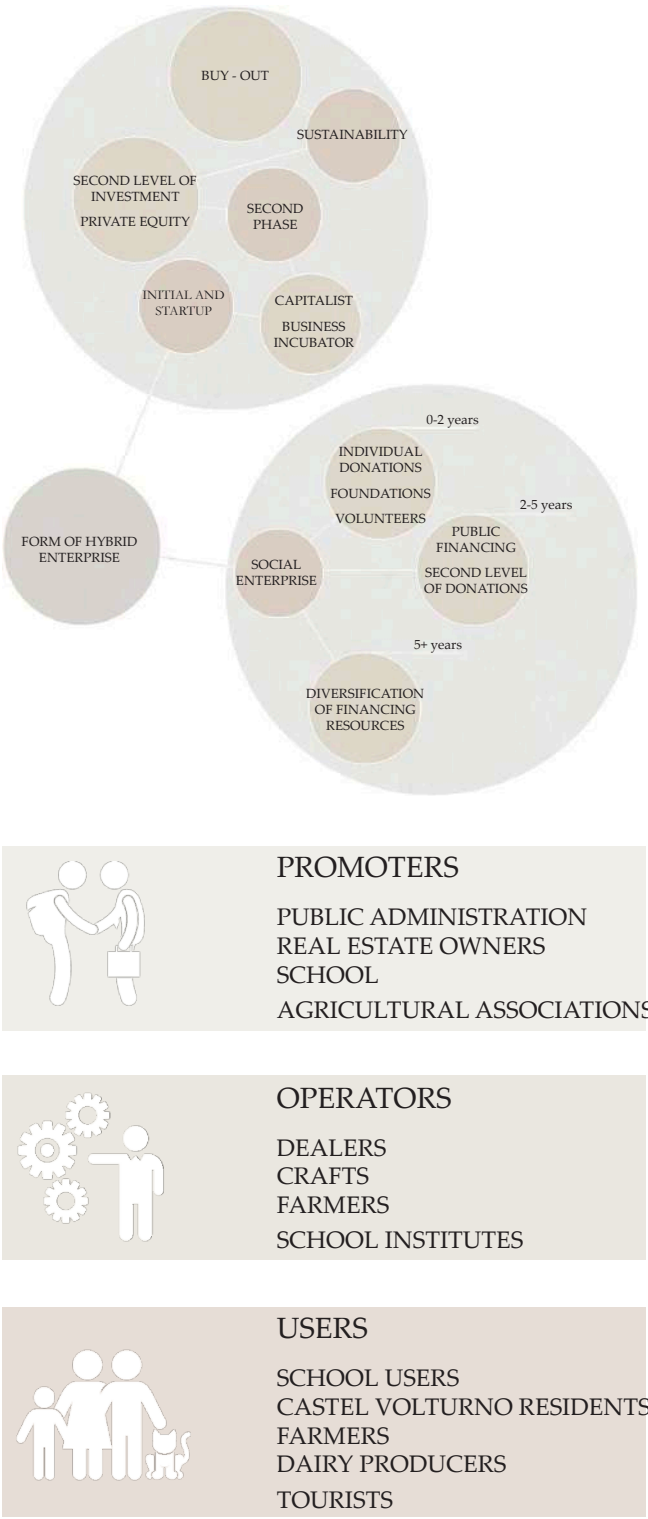 BUY - OUT
SUSTAINABILITY
SECOND LEVEL OF
INVESTMENT
PRIVATE EQUITY
SECOND
PHASE
INITIAL AND
STARTUP
CAPITALIST
BUSINESS
INCUBATOR
0-2 years
INDIVIDUAL
DONATIONS
FOUNDATIONS
VOLUNTEERS
2-5 years
PUBLIC
FINANCING
SECOND LEVEL
OF DONATIONS
FORM OF HYBRID
ENTERPRISE
SOCIAL
ENTERPRISE
5+ years
DIVERSIFICATION
OF FINANCING
RESOURCES
PROMOTERS
PUBLIC ADMINISTRATION
REAL ESTATE OWNERS
SCHOOL
AGRICULTURAL ASSOCIATIONS
OPERATORS
DEALERS
CRAFTS
FARMERS
SCHOOL INSTITUTES
USERS
SCHOOL USERS
CASTEL VOLTURNO RESIDENTS
FARMERS
DAIRY PRODUCERS
TOURISTS